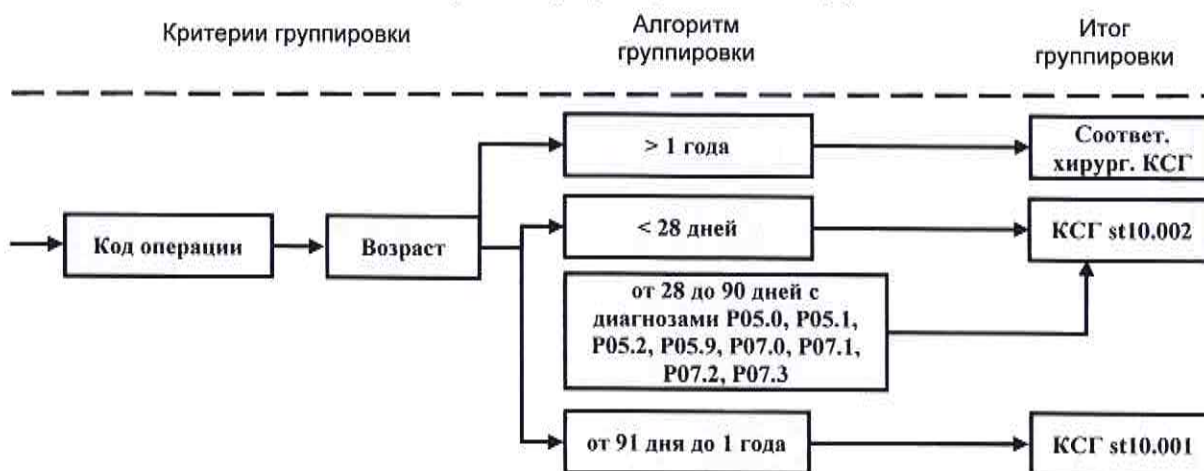 Критерии группировки
Алгоритм
группировки
Итог
группировки
> 1 года
Соответ.
хирург. КСГ
Код операции
Возраст
< 28 дней
КСГ st10.002
от 28 до 90 дней с
диагнозами P05.0, P05.1,
P05.2, P05.9, P07.0, P07.1,
P07.2, P07.3
от 91 дня до 1 года
КСГ st10.001